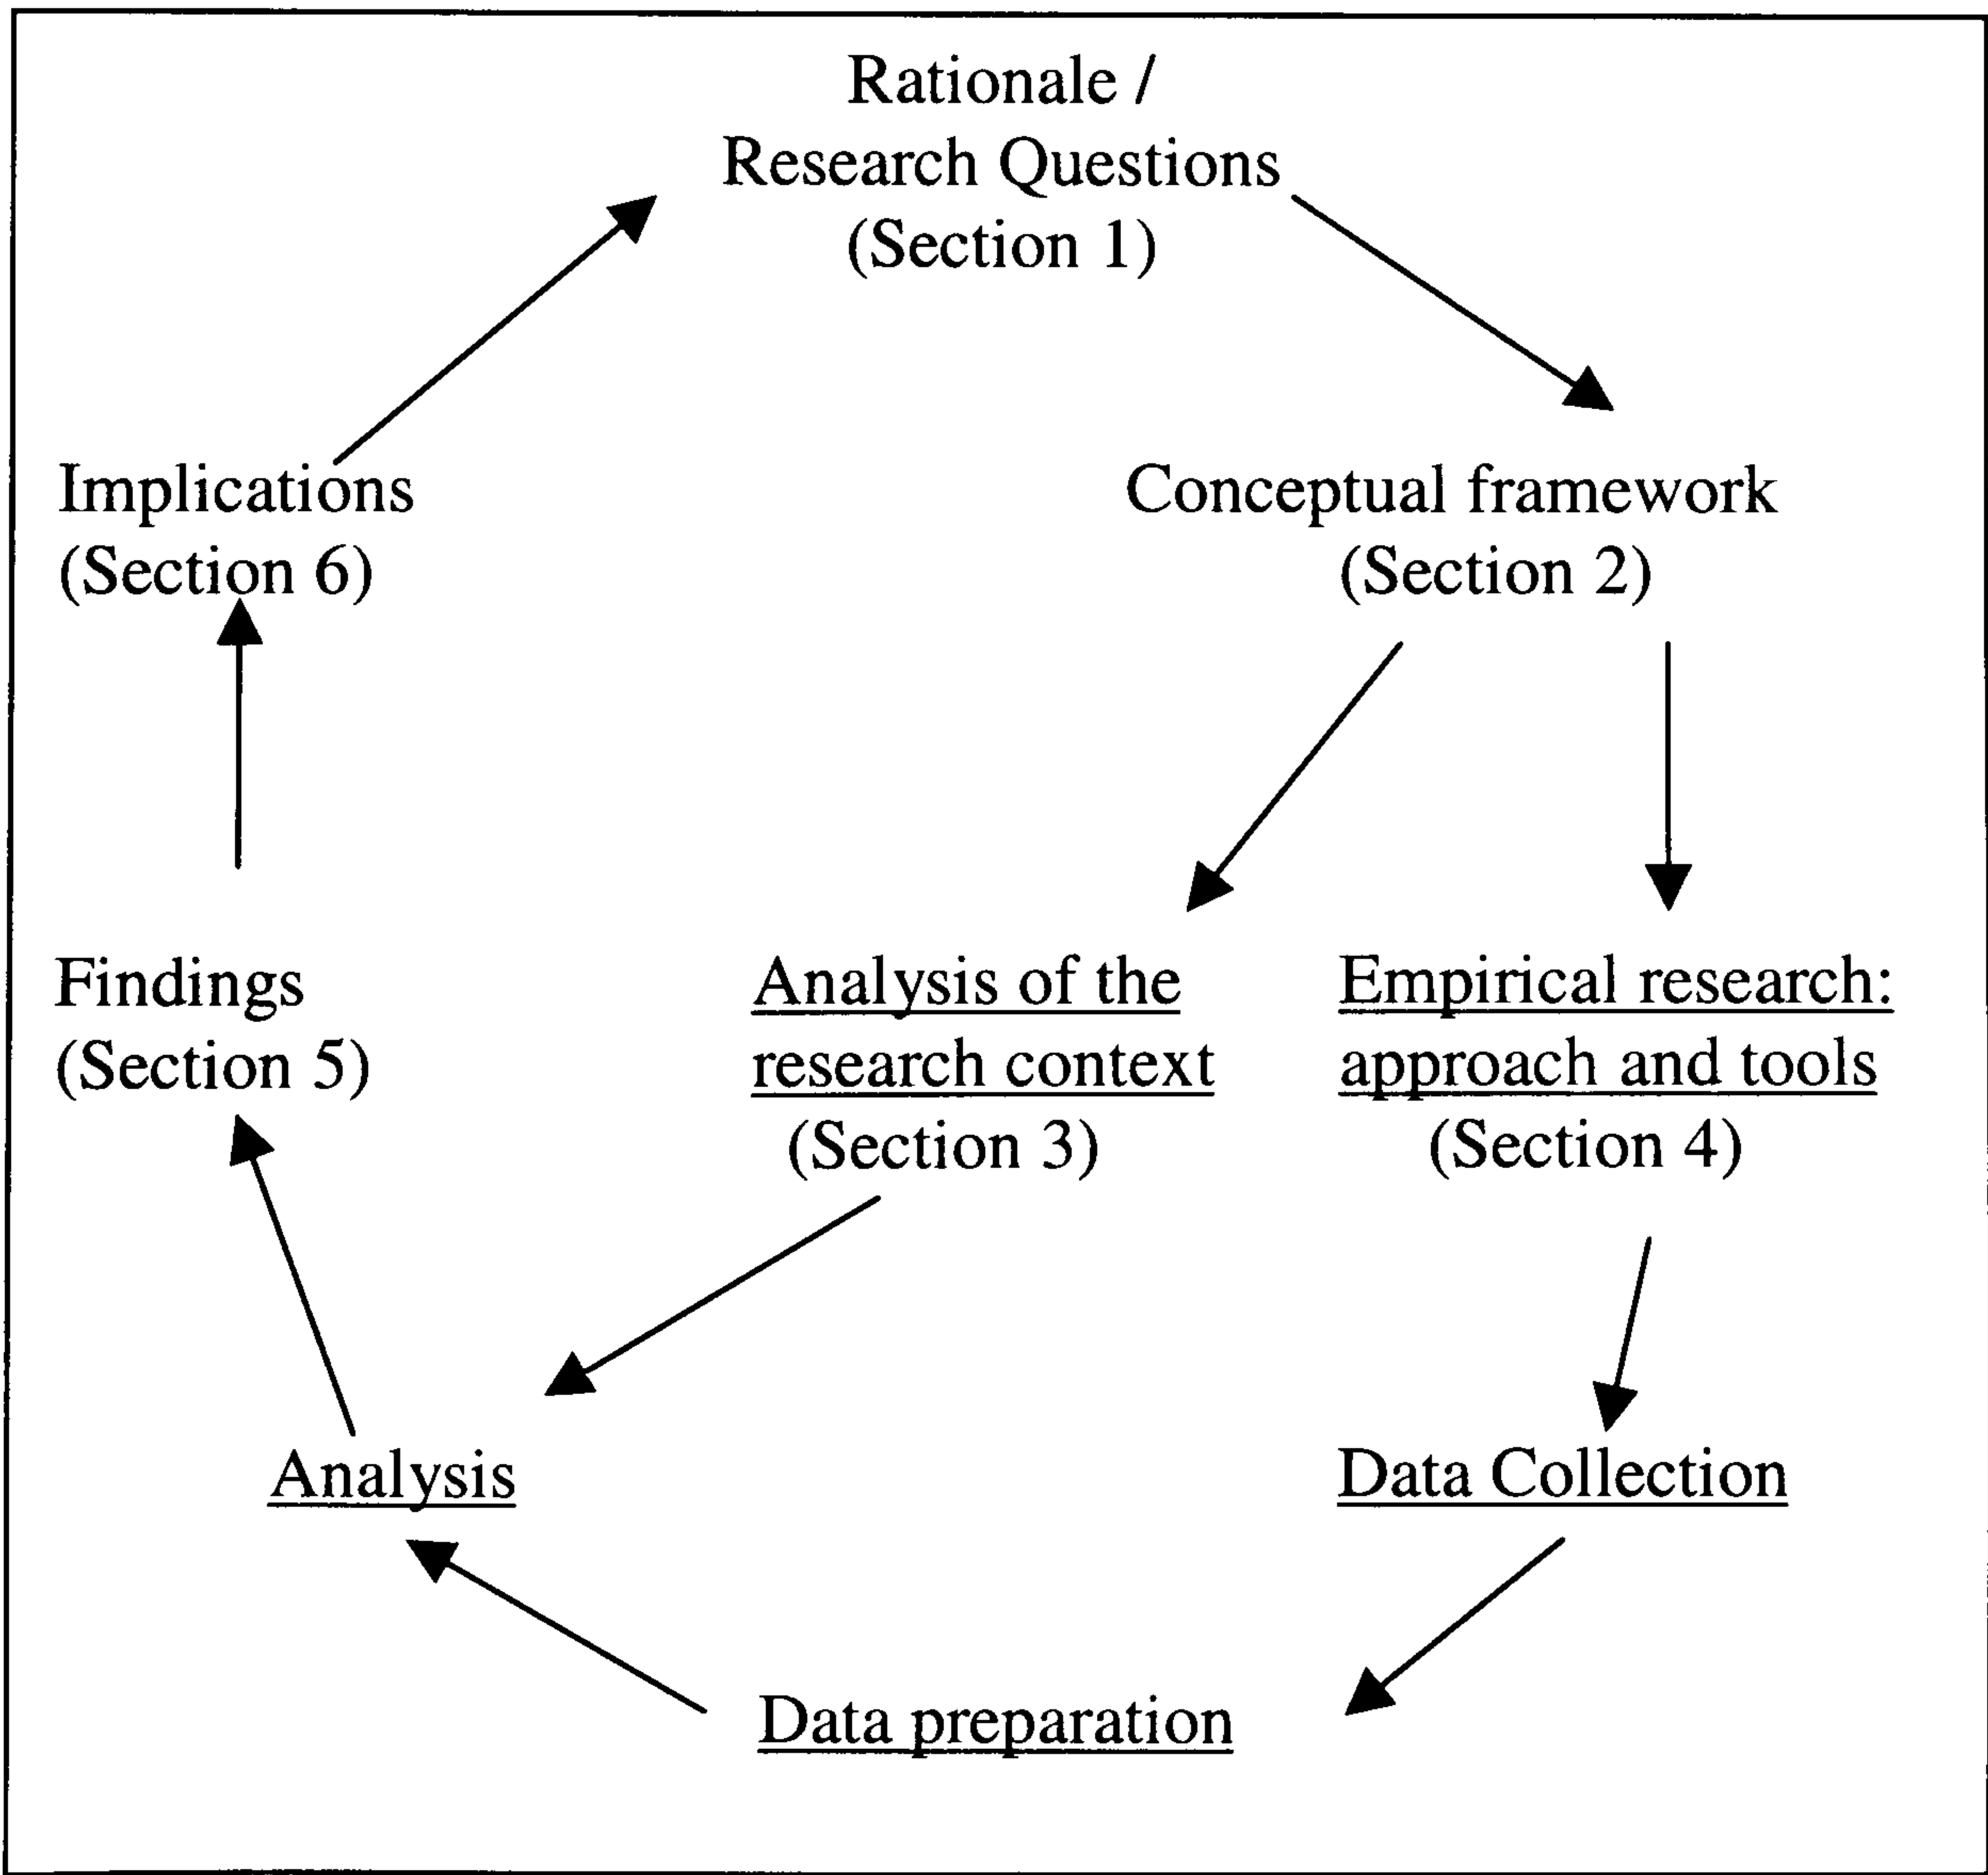 Rationale /
Research Questions
(Section 1)
Implications
(Section 6)
Conceptual framework
(Section 2)
Findings
(Section 5)
Analysis of the
research context
(Section 3)
Empirical research:
approach and tools
(Section 4)
Analysis
Data Collection
Data preparation